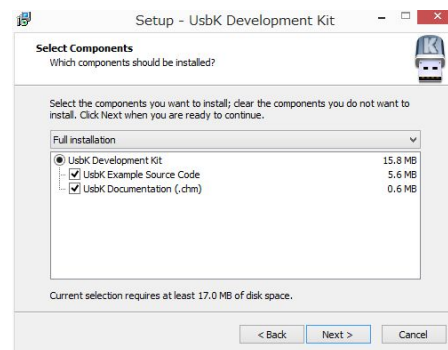 Setup - UsbK Development Kit
Select Components
Which components should be installed?
Select the components you want to install; clear the components you do not want to
install. Click Next when you are ready to continue.
Full installation
UsbK Development Kit 15.8 MB
UsbK Example Source Code 5.6 MB
UsbK Documentation (.chm) 0.6 MB
Current selection requires at least 17.0 MB of disk space.
< Back Next > Cancel